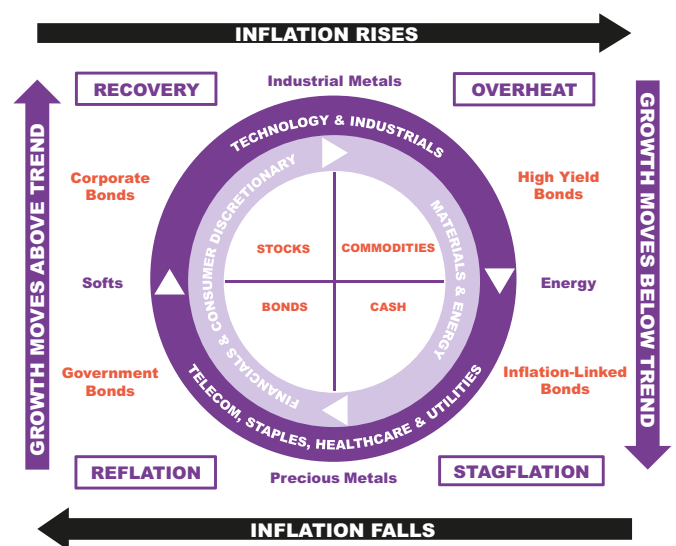 INFLATION RISES
RECOVERY
Industrial Metals
OVERHEAT
GROWTH MOVES ABOVE TREND
GROWTH MOVES BELOW TREND
TECHNOLOGY & INDUSTRIALS
Corporate
Bonds
High Yield
Bonds
FINANCIALS & CONSUMER DISCRETIONARY
MATERIALS & ENERGY
STOCKS
COMMODITIES
Softs
Energy
BONDS
CASH
Government
Bonds
Inflation-Linked
Bonds
TELECOM, STAPLES, HEALTHCARE & UTILITIES
REFLATION
Precious Metals
STAGFLATION
INFLATION FALLS